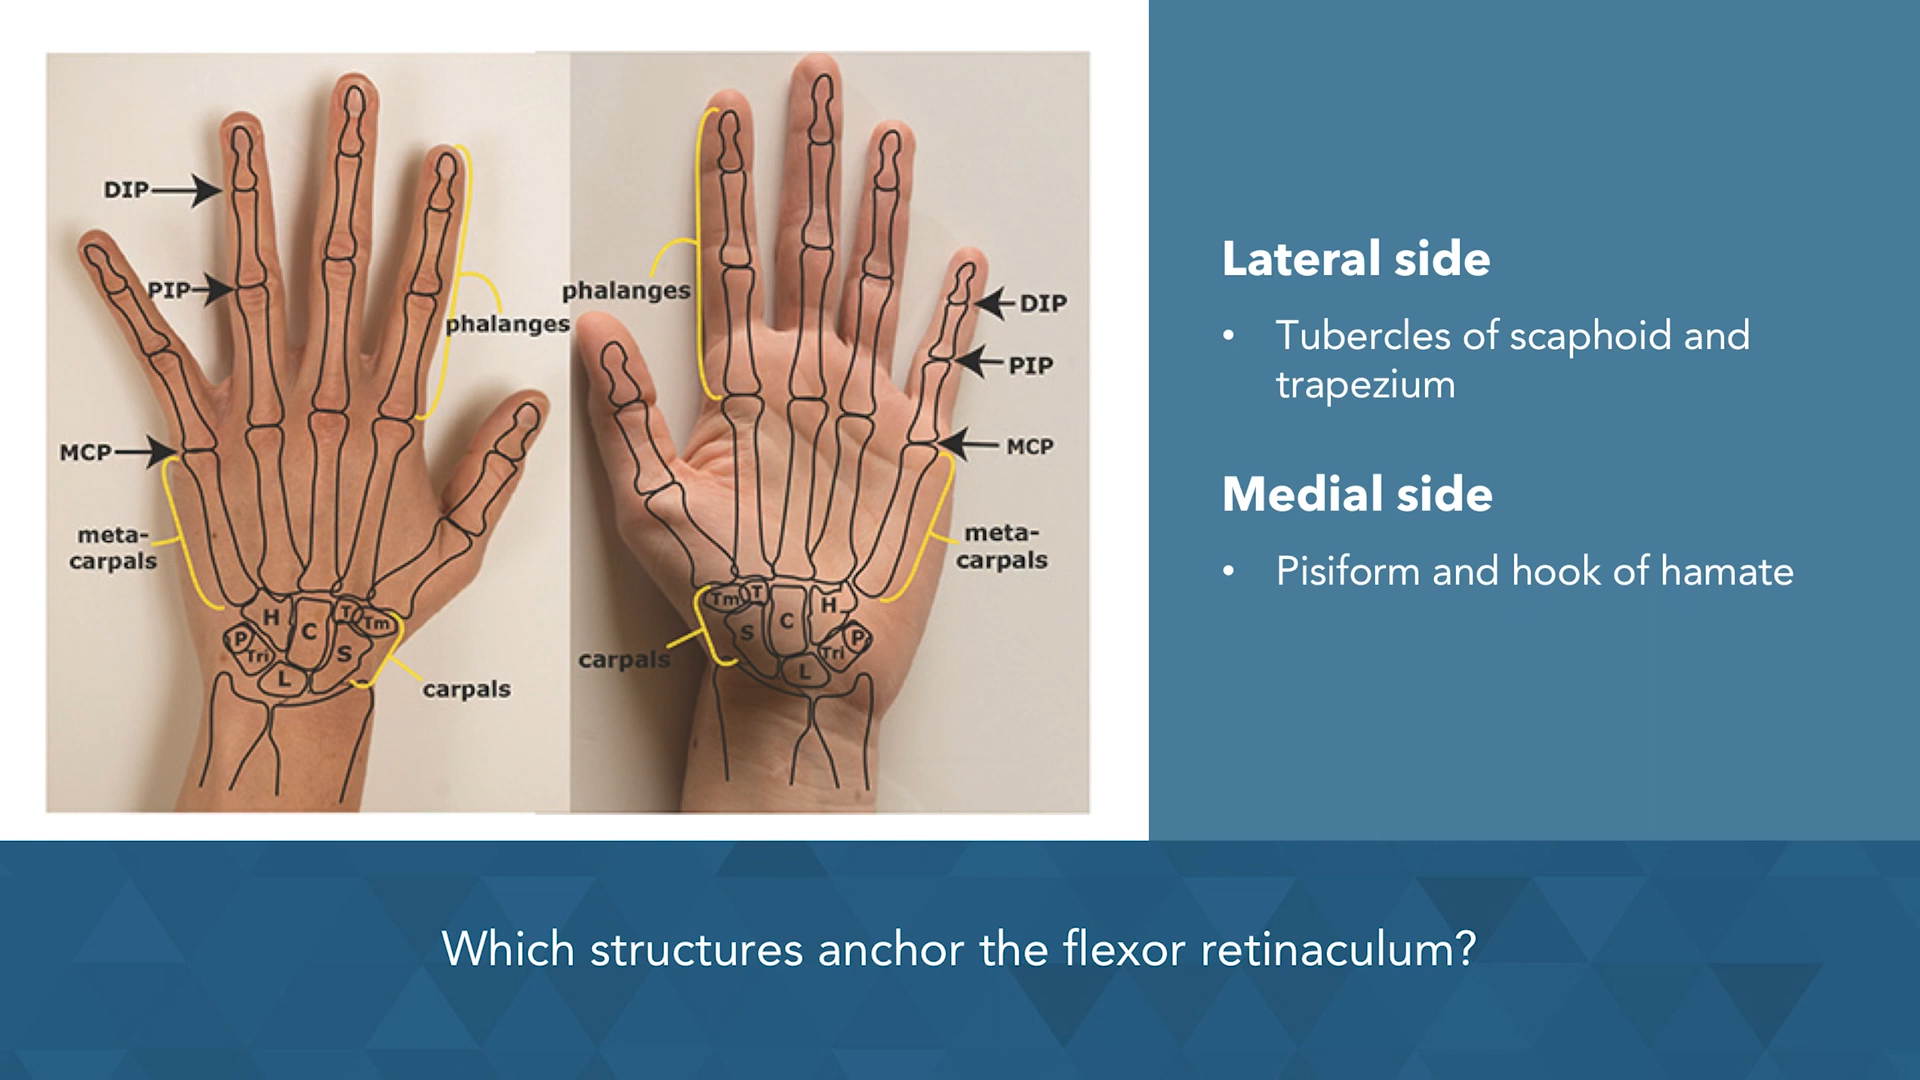 DIP
PIP
phalanges
MCP
meta-
carpals
H
C
T
Tm
P
Tri
S
L
carpals
phalanges
DIP
PIP
MCP
meta-
carpals
Tm
T
C
H
S
P
Tri
L
carpals
Lateral side
• Tubercles of scaphoid and
trapezium
Medial side
• Pisiform and hook of hamate
Which structures anchor the flexor retinaculum?